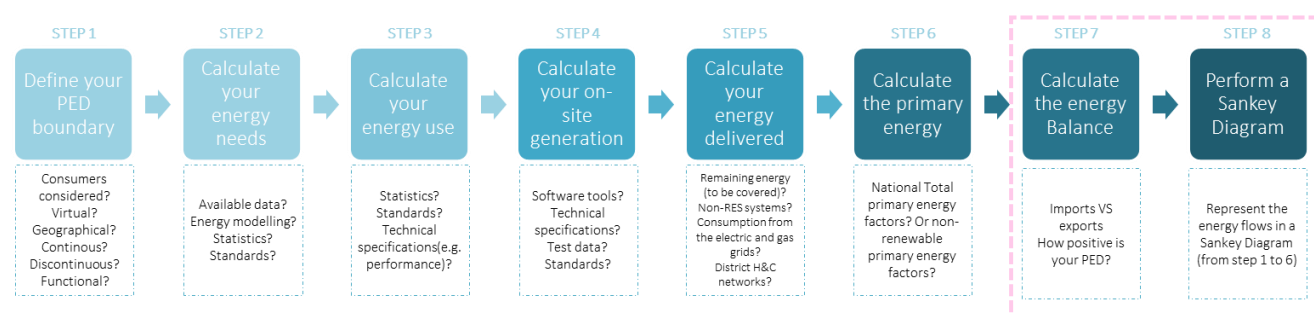 STEP 1
Define your
PED
boundary
Consumers
considered?
Virtual?
Geographical?
Continous?
Discontinuous?
Functional?
STEP 2
Calculate
your
energy
needs
Available data?
Energy modelling?
Statistics?
Standards?
STEP 3
Calculate
your
energy use
Statistics?
Standards?
Technical
specifications(e.g.
performance)?
STEP 4
Calculate
your on-
site
generation
Software tools?
Technical
specifications?
Test data?
Standards?
STEP 5
Calculate
your
energy
delivered
Remaining energy
(to be covered)?
Non-RES systems?
Consumption from
the electric and gas
grids?
District H&C
networks?
STEP 6
Calculate
the primary
energy
National Total
primary energy
factors? Or non-
renewable
primary energy
factors?
STEP 7
Calculate
the energy
Balance
Imports VS
exports
How positive is
your PED?
STEP 8
Perform a
Sankey
Diagram
Represent the
energy flows in a
Sankey Diagram
(from step 1 to 6)